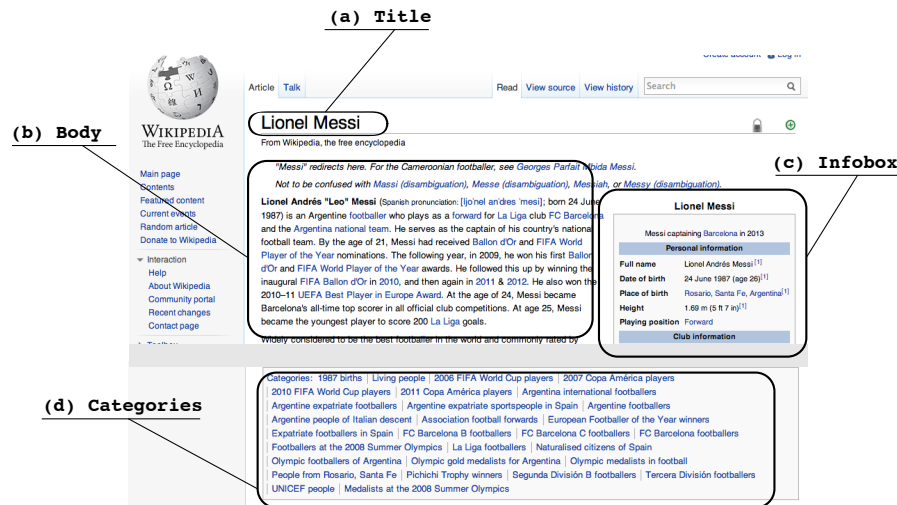 (a) Title
Create account Log in
Article Talk Read View source View history Search
WIKIPEDIA
The Free Encyclopedia
Lionel Messi
From Wikipedia, the free encyclopedia
(b) Body
(c) Infobox
Main page
Contents
Featured content
Current events
Random article
Donate to Wikipedia
Interaction
Help
About Wikipedia
Community portal
Recent changes
Contact page
Toolbox
"Messi" redirects here. For the Cameroonian footballer, see Georges Parfait Mbida Messi.
Not to be confused with Massi (disambiguation), Messe (disambiguation), Messiah, or Messy (disambiguation).
Lionel Andrés "Leo" Messi (Spanish pronunciation: [ljoˈnel anˈdɾes ˈmesi]; born 24 June
1987) is an Argentine footballer who plays as a forward for La Liga club FC Barcelona
and the Argentina national team. He serves as the captain of his country's national
football team. By the age of 21, Messi had received Ballon d'Or and FIFA World
Player of the Year nominations. The following year, in 2009, he won his first Ballon
d'Or and FIFA World Player of the Year awards. He followed this up by winning the
inaugural FIFA Ballon d'Or in 2010, and then again in 2011 & 2012. He also won the
2010–11 UEFA Best Player in Europe Award. At the age of 24, Messi became
Barcelona's all-time top scorer in all official club competitions. At age 25, Messi
became the youngest player to score 200 La Liga goals.
Widely considered to be the best footballer in the world and commonly rated by
Lionel Messi
Messi captaining Barcelona in 2013
Personal information
Full name Lionel Andrés Messi[1]
Date of birth 24 June 1987 (age 26)[1]
Place of birth Rosario, Santa Fe, Argentina[1]
Height 1.69 m (5 ft 7 in)[1]
Playing position Forward
Club information
(d) Categories
Categories: 1987 births | Living people | 2006 FIFA World Cup players | 2007 Copa América players
| 2010 FIFA World Cup players | 2011 Copa América players | Argentina international footballers
| Argentine expatriate footballers | Argentine expatriate sportspeople in Spain | Argentine footballers
| Argentine people of Italian descent | Association football forwards | European Footballer of the Year winners
| Expatriate footballers in Spain | FC Barcelona B footballers | FC Barcelona C footballers | FC Barcelona footballers
| Footballers at the 2008 Summer Olympics | La Liga footballers | Naturalised citizens of Spain
| Olympic footballers of Argentina | Olympic gold medalists for Argentina | Olympic medalists in football
| People from Rosario, Santa Fe | Pichichi Trophy winners | Segunda División B footballers | Tercera División footballers
| UNICEF people | Medalists at the 2008 Summer Olympics